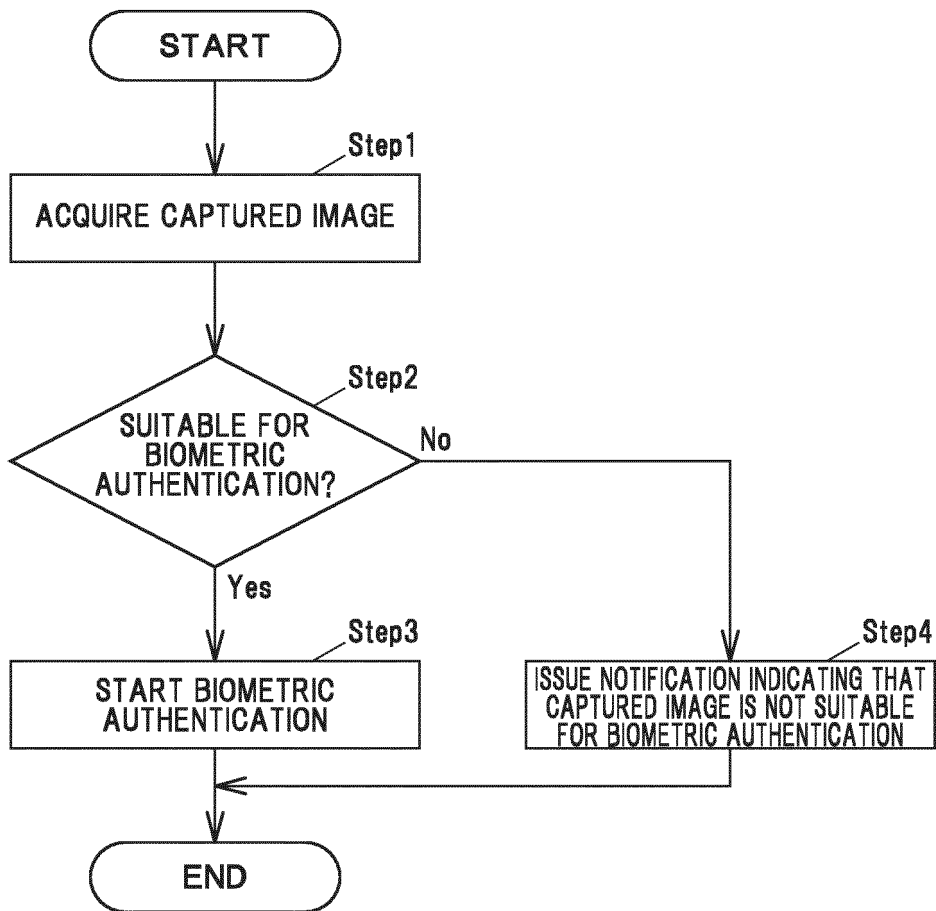 START
Step1
ACQUIRE CAPTURED IMAGE
Step2
SUITABLE FOR
BIOMETRIC
AUTHENTICATION?
No
Yes
Step3
START BIOMETRIC
AUTHENTICATION
Step4
ISSUE NOTIFICATION INDICATING THAT
CAPTURED IMAGE IS NOT SUITABLE
FOR BIOMETRIC AUTHENTICATION
END